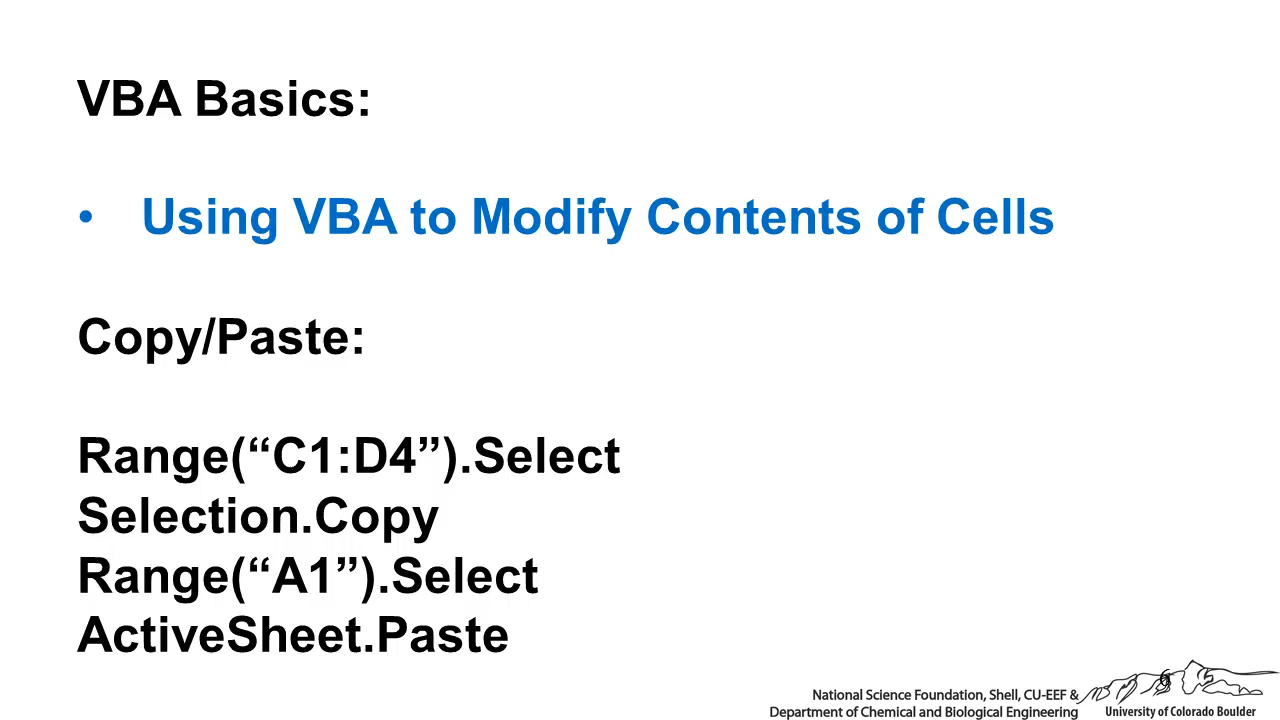 VBA Basics:
• Using VBA to Modify Contents of Cells
Copy/Paste:
Range(“C1:D4”).Select
Selection.Copy
Range(“A1”).Select
ActiveSheet.Paste
National Science Foundation, Shell, CU-EEF &
Department of Chemical and Biological Engineering
University of Colorado Boulder